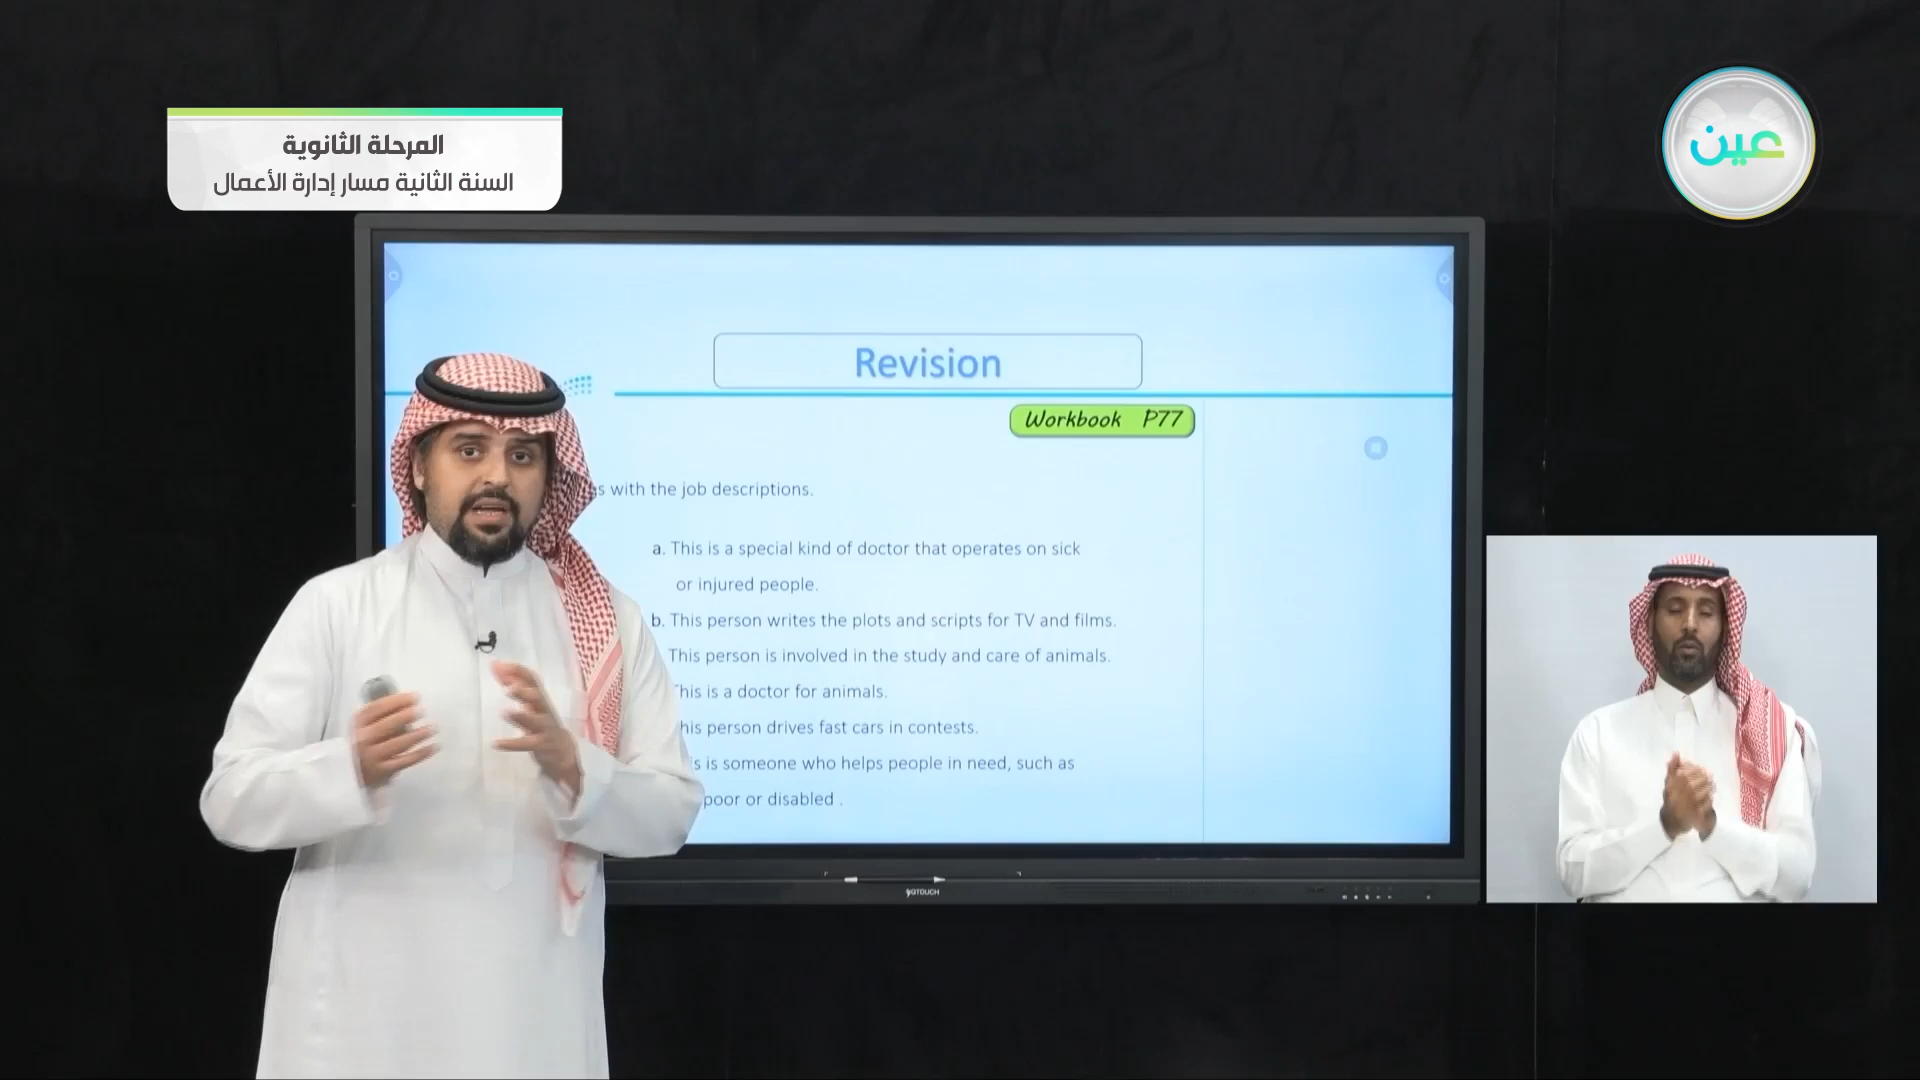 المرحلة الثانوية
السنة الثانية مسار إدارة الأعمال
عين
Revision
Workbook P77
with the job descriptions.
a. This is a special kind of doctor that operates on sick
or injured people.
b. This person writes the plots and scripts for TV and films.
This person is involved in the study and care of animals.
This is a doctor for animals.
person drives fast cars in contests.
is someone who helps people in need, such as
poor or disabled .